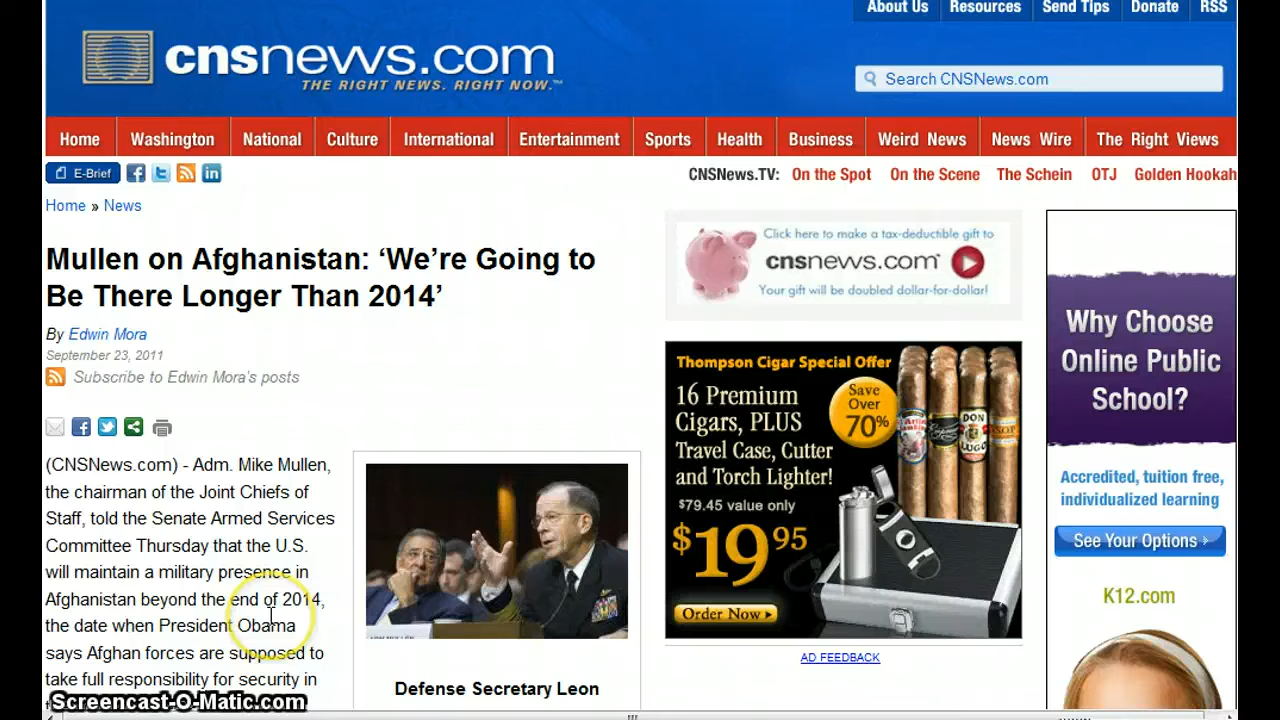 About Us Resources Send Tips Donate RSS
cnsnews.com
THE RIGHT NEWS. RIGHT NOW.™
Search CNSNews.com
Home Washington National Culture International Entertainment Sports Health Business Weird News News Wire The Right Views
E-Brief
CNSNews.TV: On the Spot On the Scene The Schein OTJ Golden Hookah
Home » News
Mullen on Afghanistan: ‘We’re Going to
Be There Longer Than 2014’
By Edwin Mora
September 23, 2011
Subscribe to Edwin Mora's posts
(CNSNews.com) - Adm. Mike Mullen,
the chairman of the Joint Chiefs of
Staff, told the Senate Armed Services
Committee Thursday that the U.S.
will maintain a military presence in
Afghanistan beyond the end of 2014,
the date when President Obama
says Afghan forces are supposed to
take full responsibility for security in
Screencast-O-Matic.com
Defense Secretary Leon
Click here to make a tax-deductible gift to
cnsnews.com
Your gift will be doubled dollar-for-dollar!
Thompson Cigar Special Offer
16 Premium
Cigars, PLUS
Travel Case, Cutter
and Torch Lighter!
$79.45 value only
$19.95
Order Now
Save
Over
70%
DON
LUGO
AD FEEDBACK
Why Choose
Online Public
School?
Accredited, tuition free,
individualized learning
See Your Options
K12.com